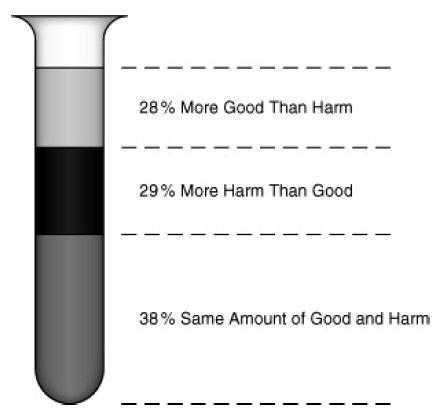 28% More Good Than Harm
29% More Harm Than Good
38% Same Amount of Good and Harm